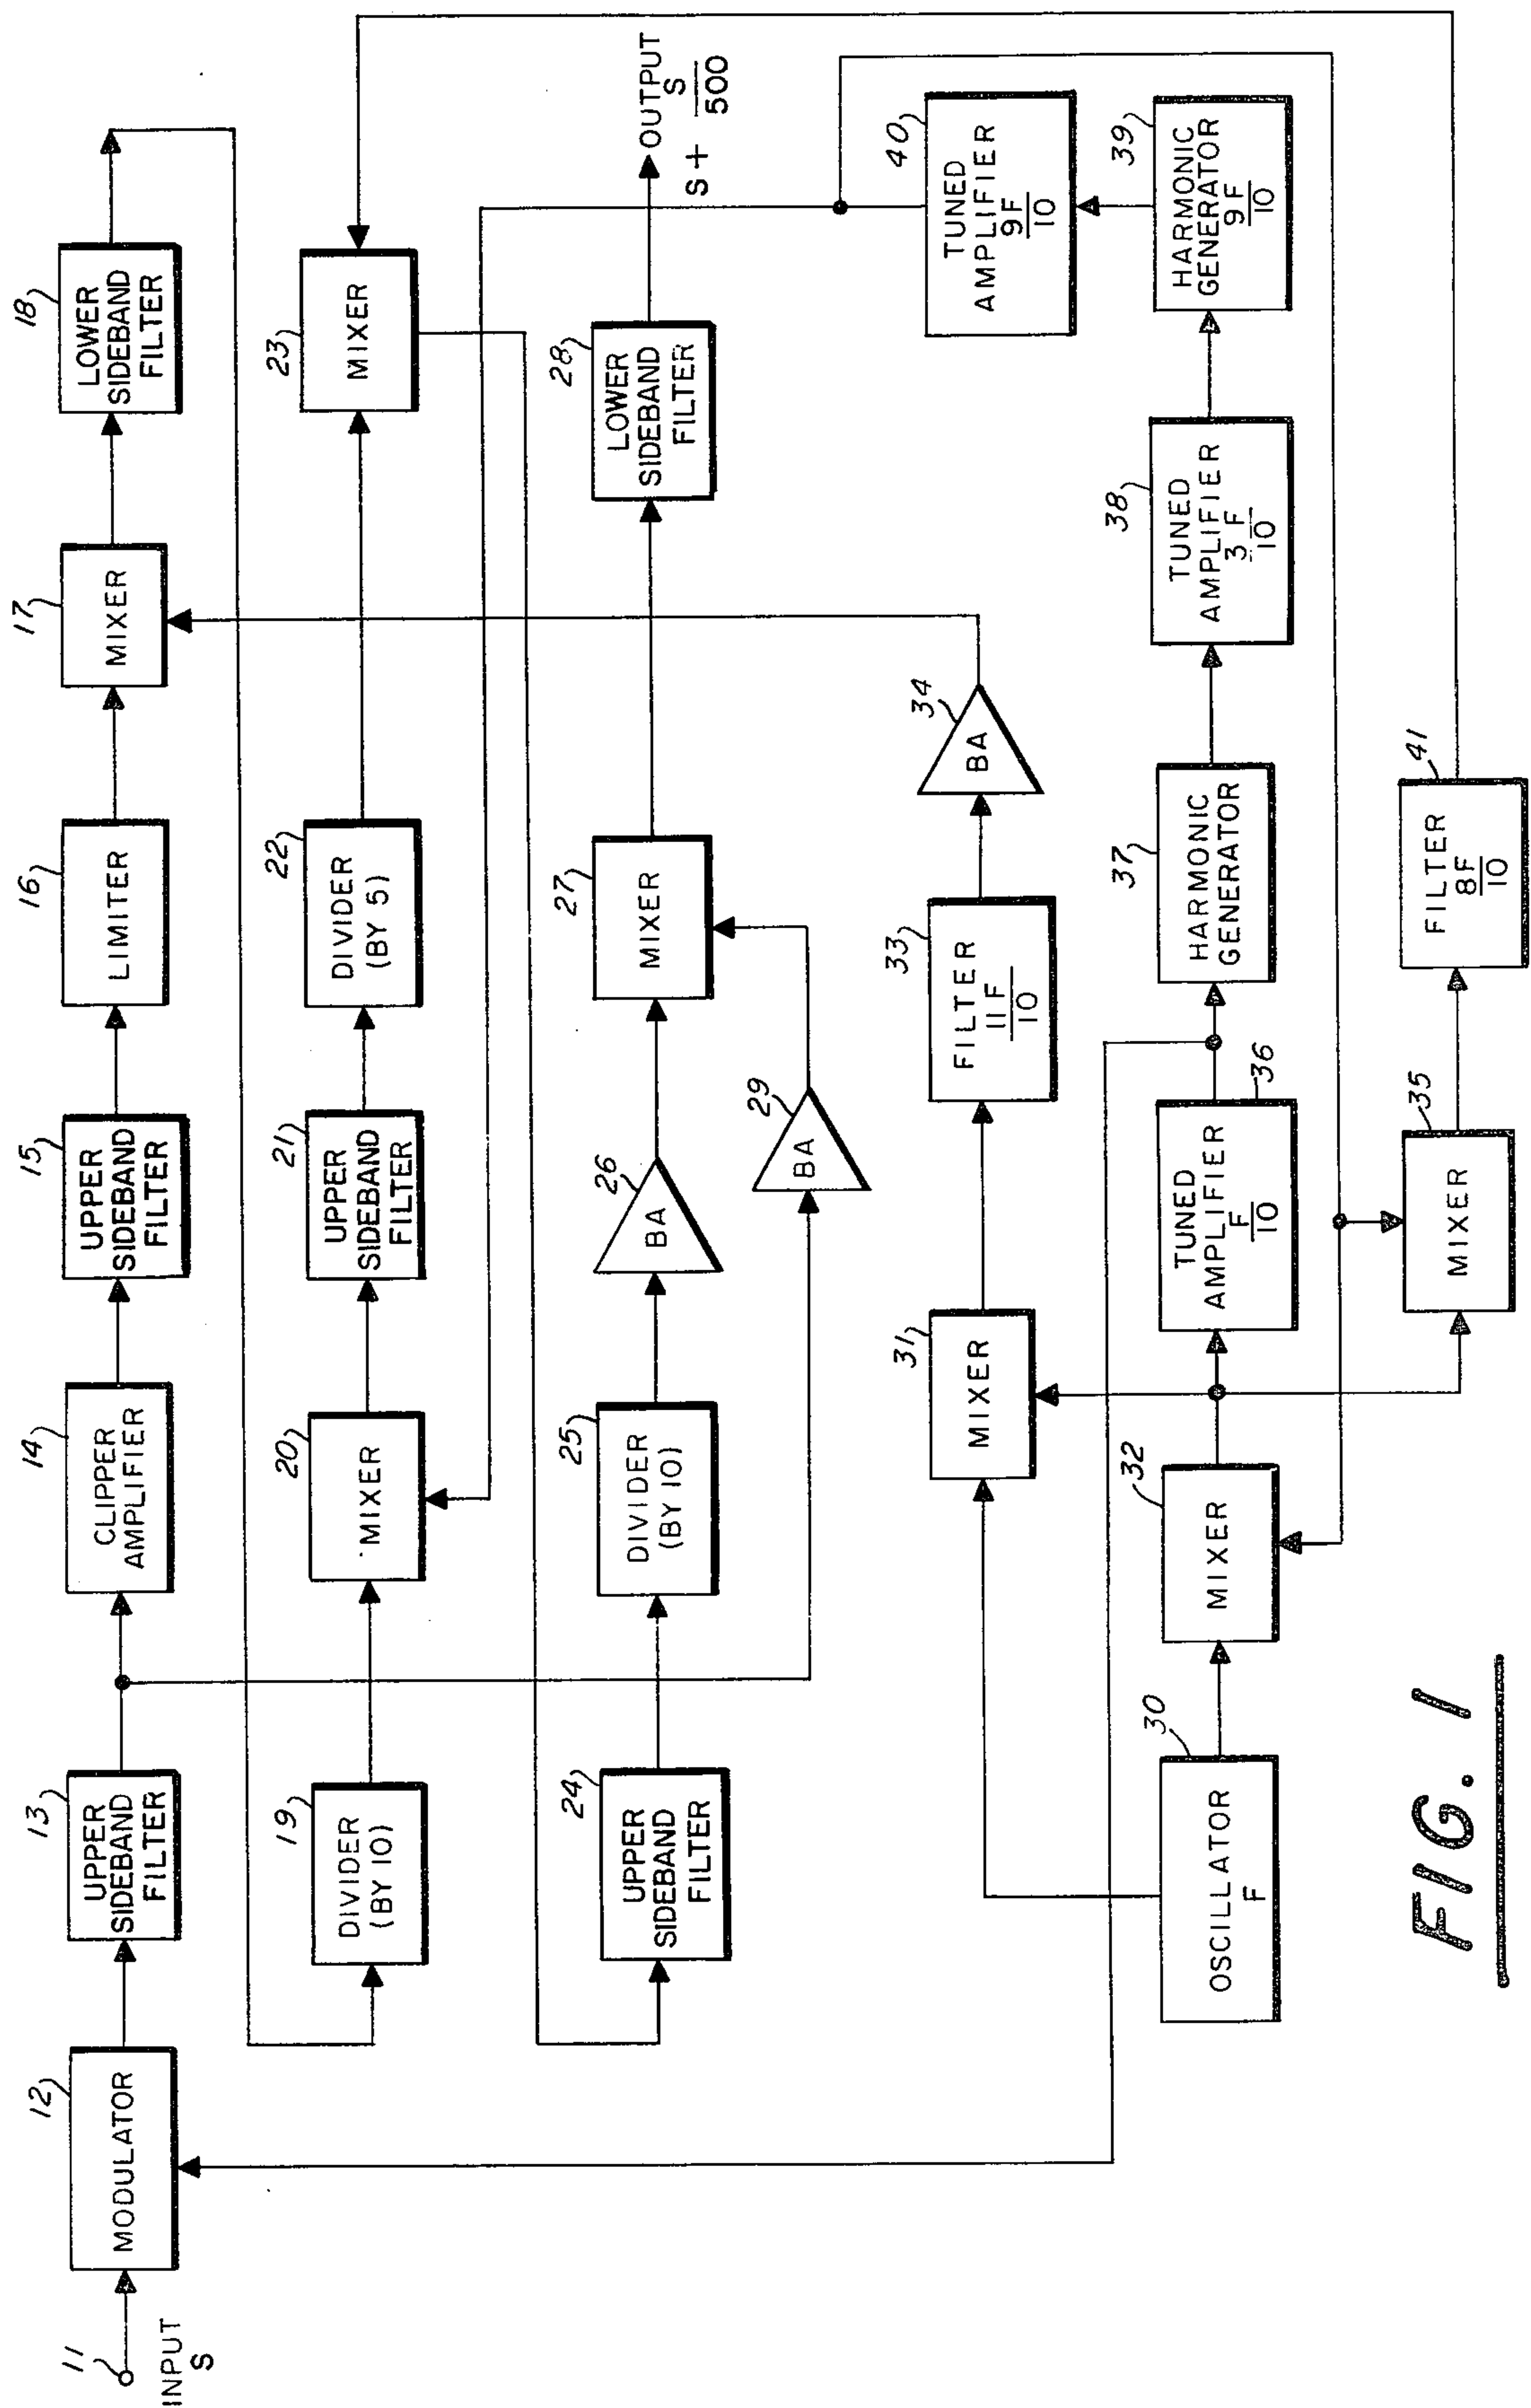 11
INPUT
S
12
MODULATOR
13
UPPER
SIDEBAND
FILTER
14
CLIPPER
AMPLIFIER
15
UPPER
SIDEBAND
FILTER
16
LIMITER
17
MIXER
18
LOWER
SIDEBAND
FILTER
19
DIVIDER
(BY 10)
20
MIXER
21
UPPER
SIDEBAND
FILTER
22
DIVIDER
(BY 5)
23
MIXER
24
UPPER
SIDEBAND
FILTER
25
DIVIDER
(BY 10)
26
BA
27
MIXER
28
LOWER
SIDEBAND
FILTER
OUTPUT
S + S
500
29
BA
30
OSCILLATOR
F
31
MIXER
32
MIXER
33
FILTER
11 F
10
34
BA
35
MIXER
36
TUNED
AMPLIFIER
F
10
37
HARMONIC
GENERATOR
38
TUNED
AMPLIFIER
3 F
10
39
HARMONIC
GENERATOR
9 F
10
40
TUNED
AMPLIFIER
9 F
10
41
FILTER
8 F
10
FIG. 1